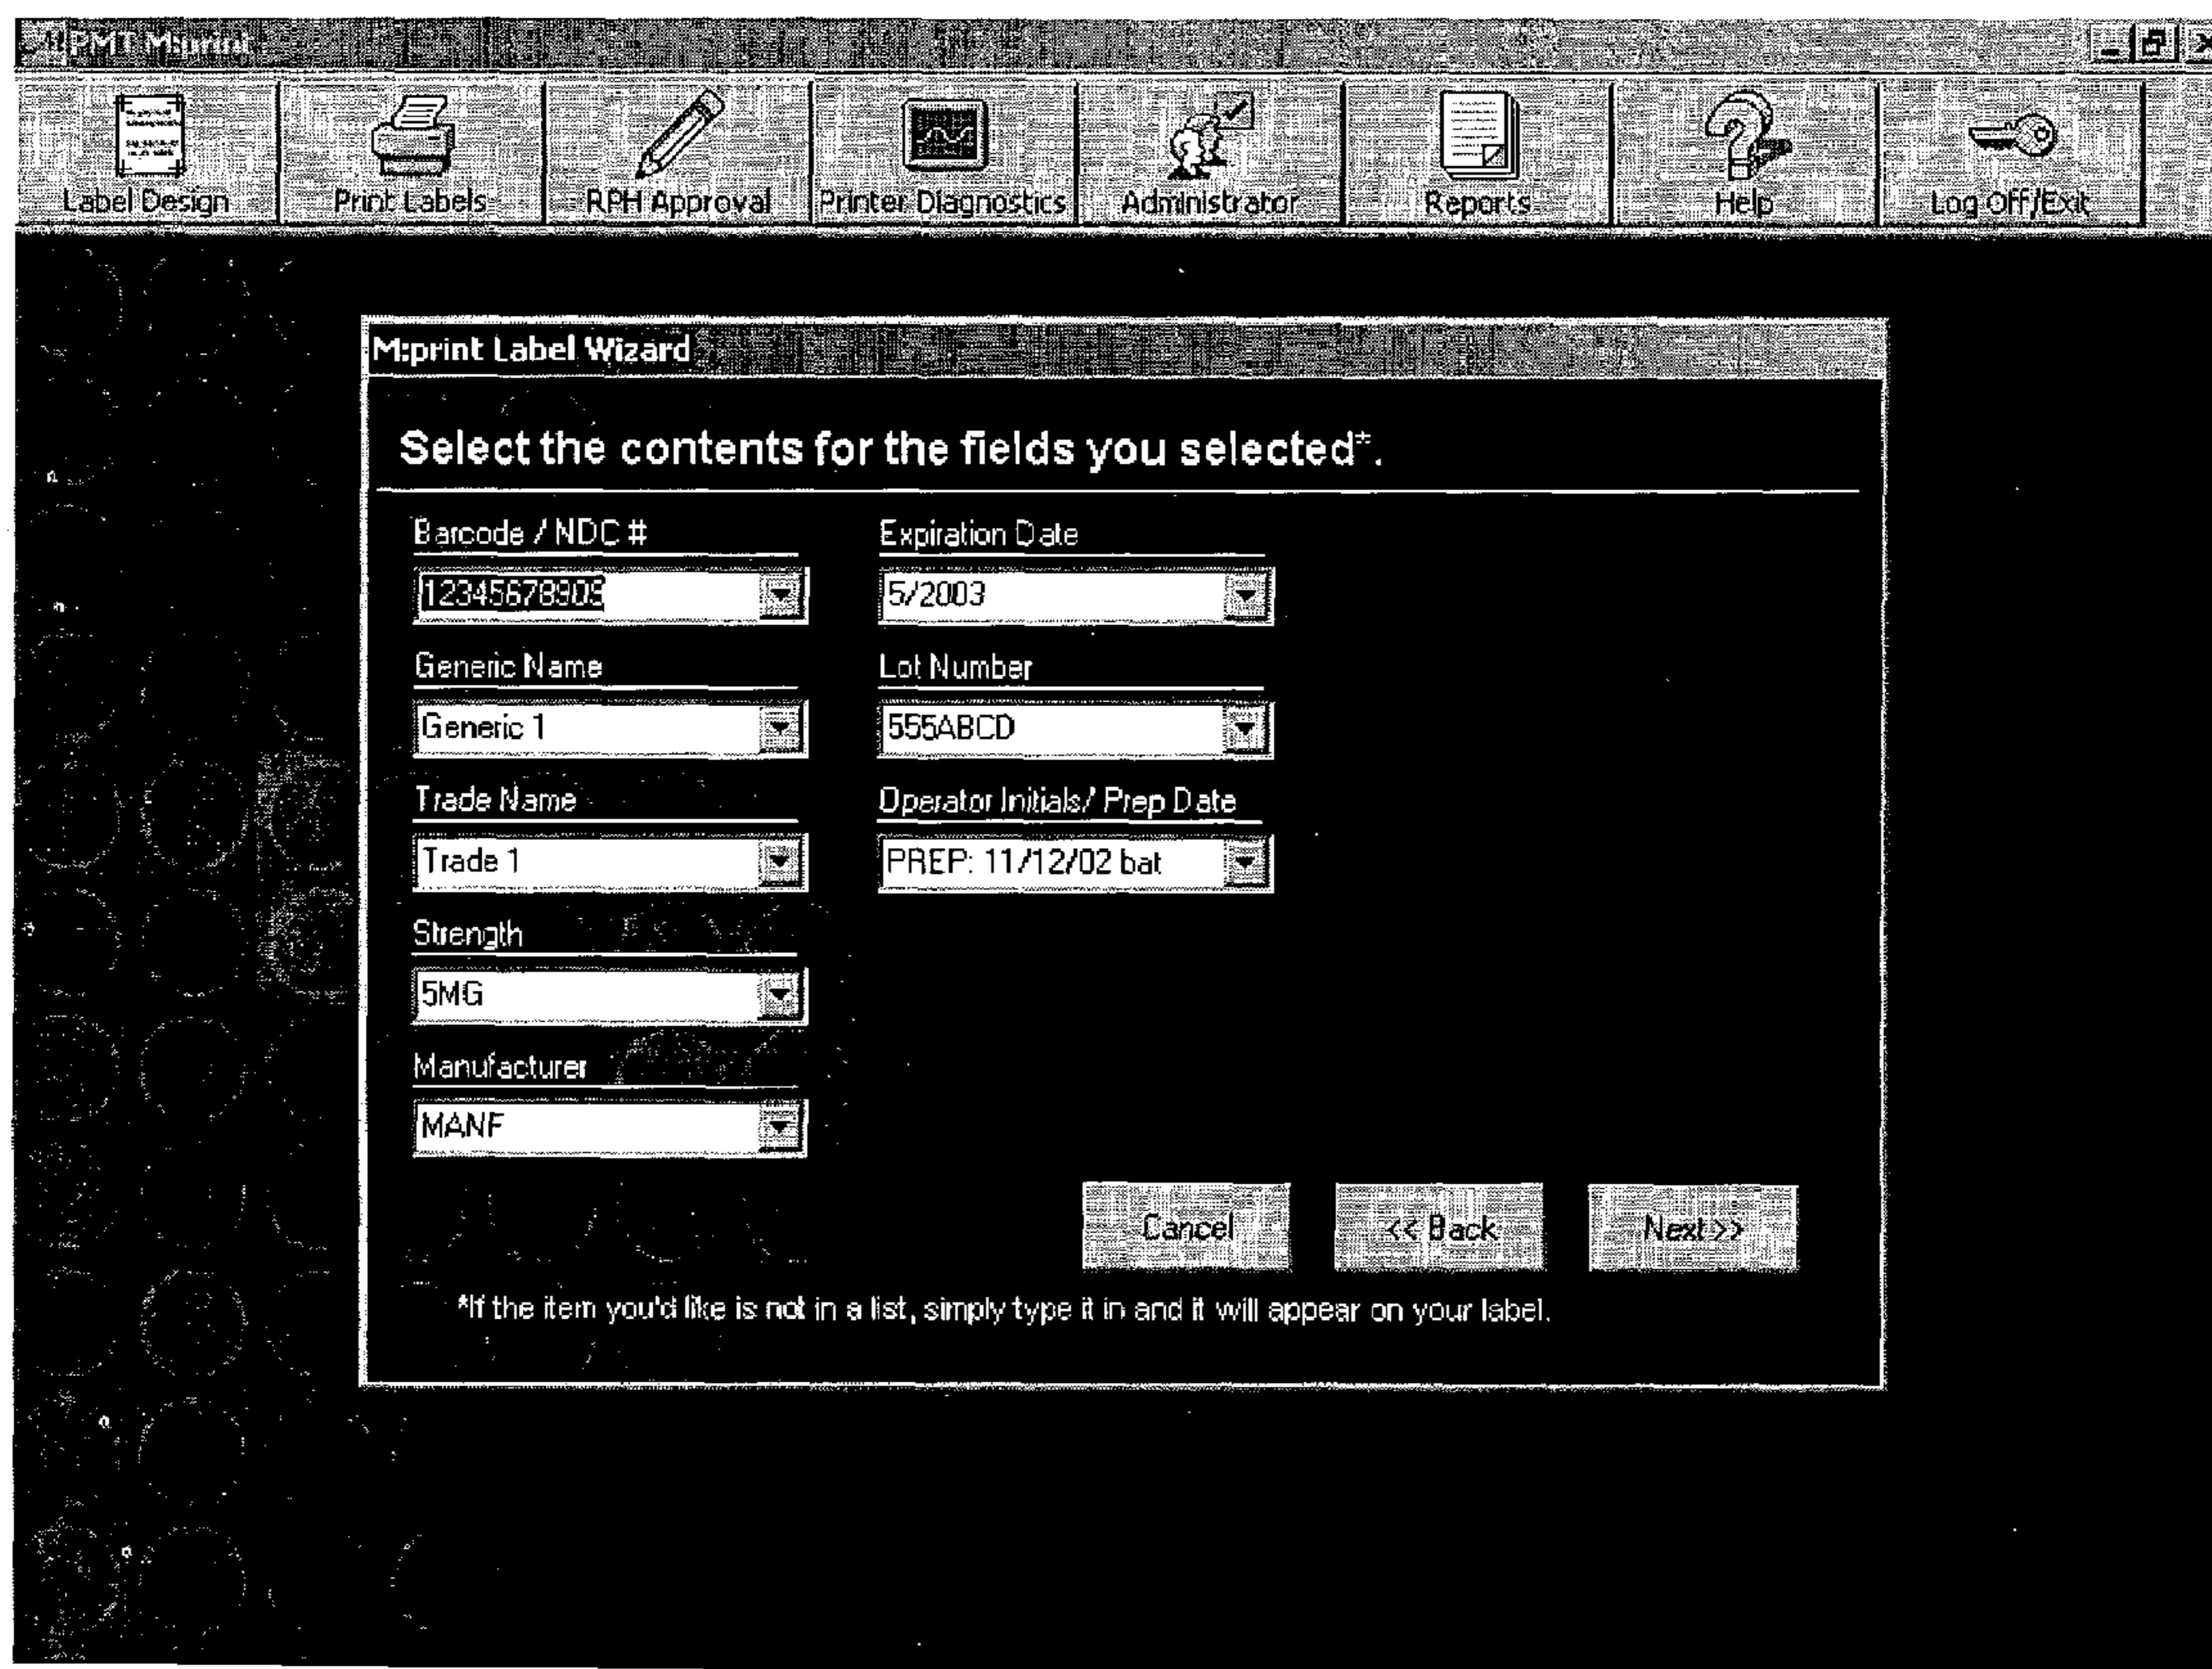 PMT M:print
Label Design
Print Labels
RPH Approval
Printer Diagnostics
Administrator
Reports
Help
Log Off/Exit
M:print Label Wizard
Select the contents for the fields you selected*.
Barcode / NDC #
Expiration Date
5/2003
Generic Name
Lot Number
Generic 1
555ABCD
Trade Name
Operator Initials/ Prep Date
Trade 1
PREP: 11/12/02 bat
Strength
5MG
Manufacturer
MANF
Cancel
<< Back
Next >>
*If the item you'd like is not in a list, simply type it in and it will appear on your label.